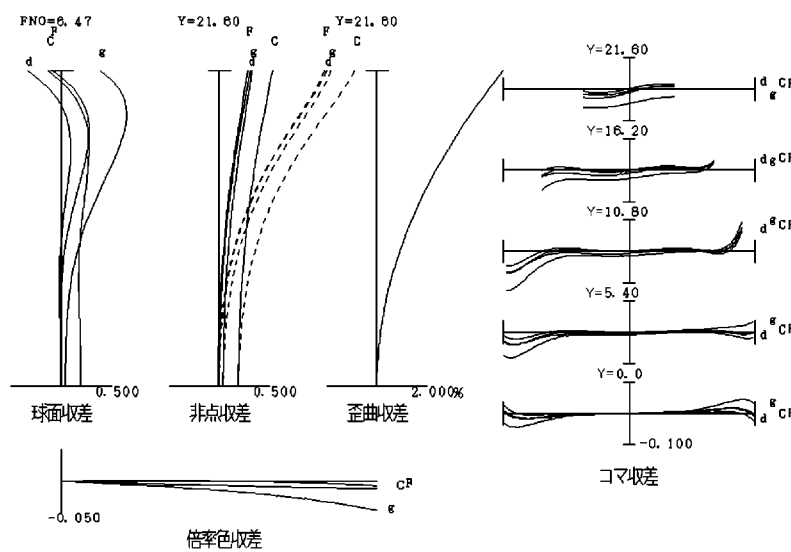 FNO=6.47
F
C
d
g
球面収差
0.500
Y=21.60
F
C
g
d
F
g
d
C
非点収差
0.500
Y=21.60
歪曲収差
2.000%
-0.050
C F
g
倍率色収差
Y=21.60
d g C F
Y=16.20
d g C F
Y=10.80
d g C F
Y=5.40
g
d C F
Y=0.0
g
d C F
-0.100
コマ収差